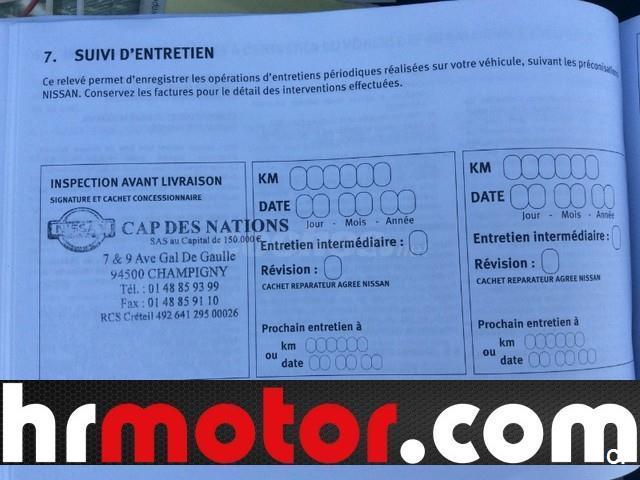 7. SUIVI D'ENTRETIEN
Ce relevé permet d'enregistrer les opérations d'entretiens périodiques réalisées sur votre véhicule, suivant les préconisations
NISSAN. Conservez les factures pour le détail des interventions effectuées.
INSPECTION AVANT LIVRAISON
SIGNATURE ET CACHET CONCESSIONNAIRE
NISSAN
CAP DES NATIONS
SAS au Capital de 150.000 €
7 & 9 Ave Gal De Gaulle
94500 CHAMPIGNY
Tél. : 01 48 85 93 99
Fax : 01 48 85 91 10
RCS Créteil 492 641 295 00026
KM
DATE
Jour - Mois - Année
Entretien intermédiaire :
Révision :
CACHET REPARATEUR AGREE NISSAN
Prochain entretien à
km
ou
date
KM
DATE
Jour - Mois - Année
Entretien intermédiaire :
Révision :
CACHET REPARATEUR AGREE NISSAN
Prochain entretien à
km
ou
date
hrmotor.com